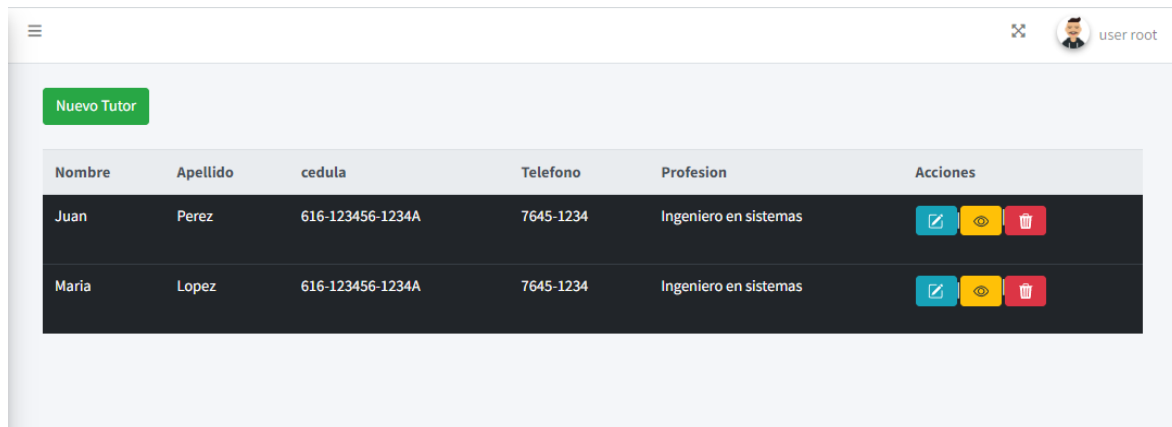 user root
Nuevo Tutor
Nombre Apellido cedula Telefono Profesion Acciones
Juan Perez 616-123456-1234A 7645-1234 Ingeniero en sistemas
Maria Lopez 616-123456-1234A 7645-1234 Ingeniero en sistemas